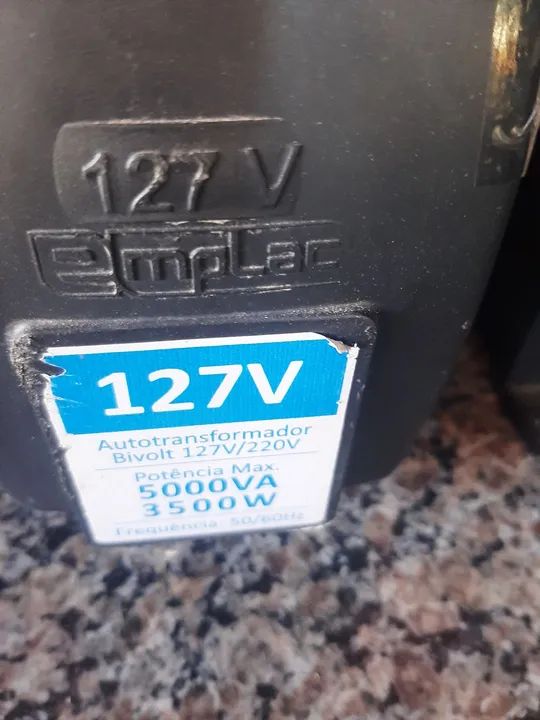 127 V
emplac
127V
Autotransformador
Bivolt 127V/220V
Potência Max.
5000VA
3500W
Frequência 50/60Hz